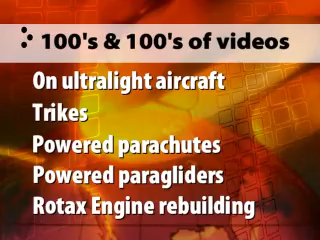 100's & 100's of videos
On ultralight aircraft
Trikes
Powered parachutes
Powered paragliders
Rotax Engine rebuilding